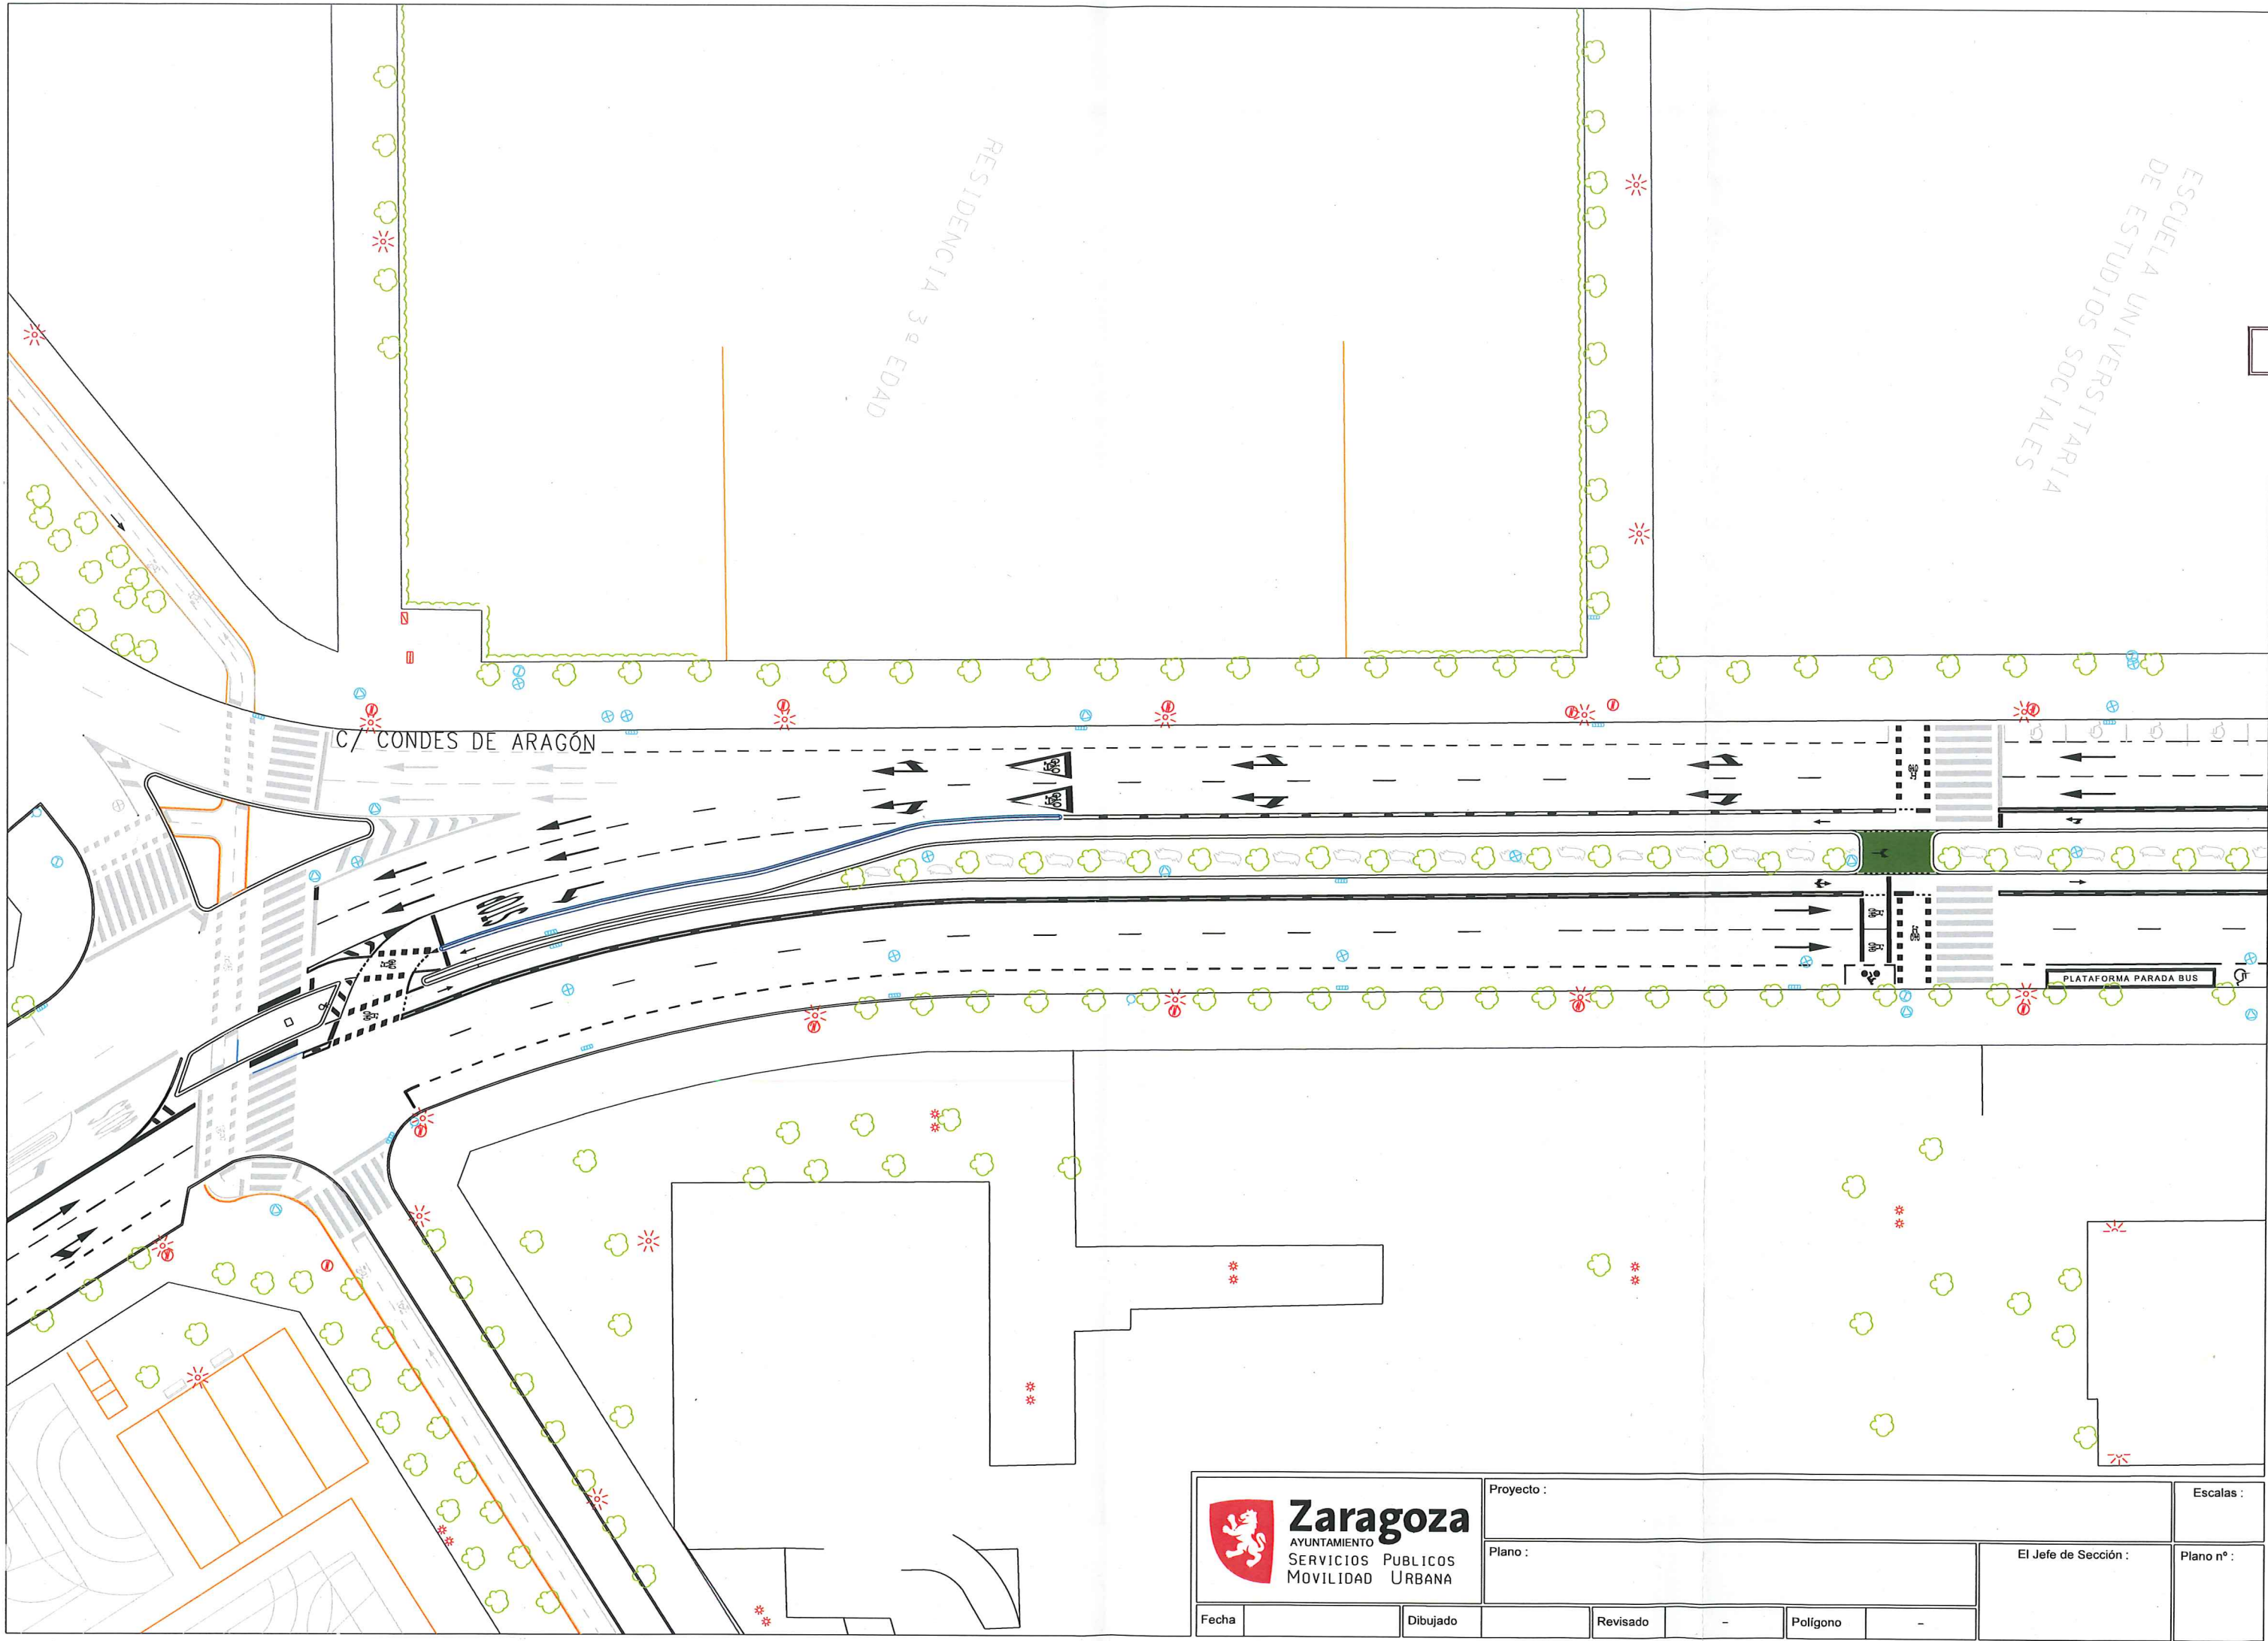 RESIDENCIA 3ª EDAD
ESCUELA UNIVERSITARIA
DE ESTUDIOS SOCIALES
C/ CONDES DE ARAGÓN
STOP
PLATAFORMA PARADA BUS
Zaragoza
AYUNTAMIENTO
SERVICIOS PUBLICOS
MOVILIDAD URBANA
Proyecto :
Escalas :
Plano :
El Jefe de Sección :
Plano nº :
Fecha
Dibujado
Revisado
-
Polígono
-